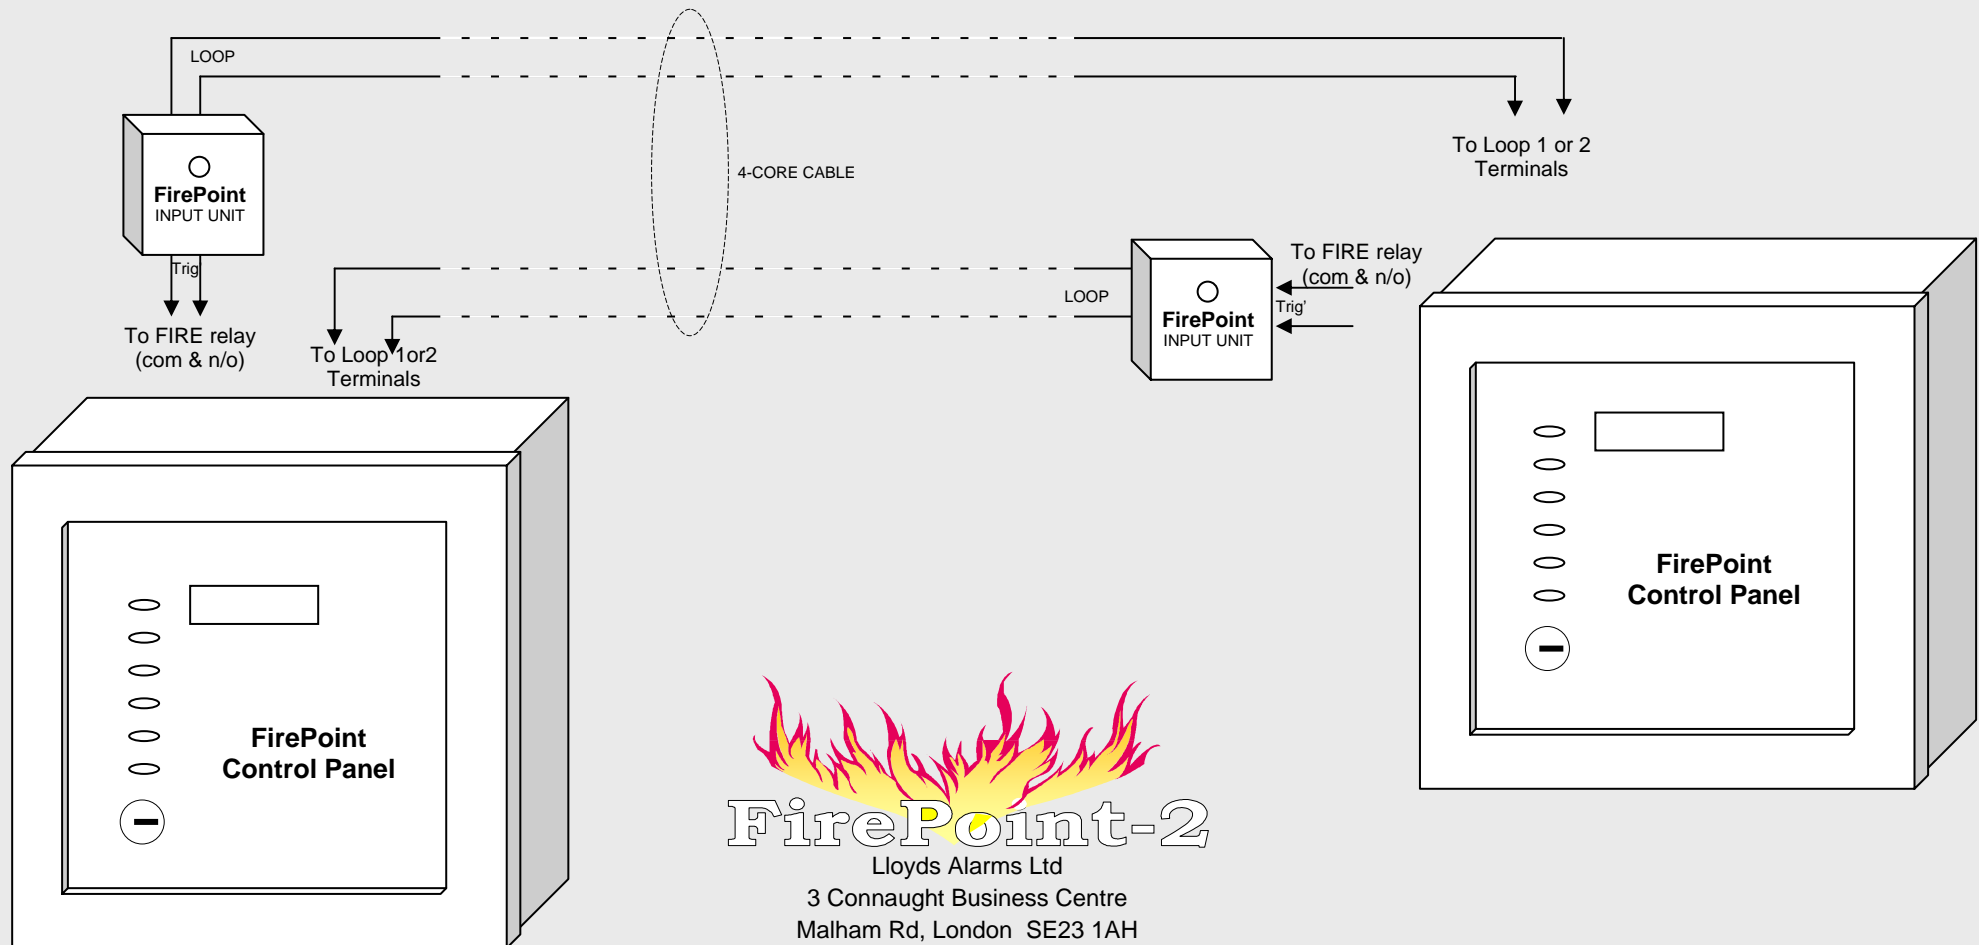 LOOP
FirePoint
INPUT UNIT
Trig
To FIRE relay
(com & n/o)
To Loop 1or2
Terminals
4-CORE CABLE
To Loop 1 or 2
Terminals
LOOP
FirePoint
INPUT UNIT
To FIRE relay
(com & n/o)
Trig'
FirePoint
Control Panel
FirePoint
Control Panel
FirePoint-2
Lloyds Alarms Ltd
3 Connaught Business Centre
Malham Rd, London SE23 1AH